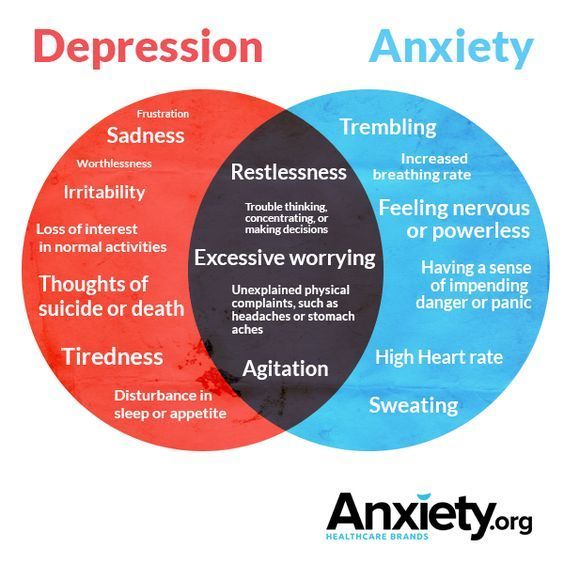 Depression
Anxiety
Frustration
Sadness
Worthlessness
Irritability
Loss of interest
in normal activities
Thoughts of
suicide or death
Tiredness
Disturbance in
sleep or appetite
Restlessness
Trouble thinking,
concentrating, or
making decisions
Excessive worrying
Unexplained physical
complaints, such as
headaches or stomach
aches
Agitation
Trembling
Increased
breathing rate
Feeling nervous
or powerless
Having a sense
of impending
danger or panic
High Heart rate
Sweating
Anxiety.org
HEALTHCARE BRANDS